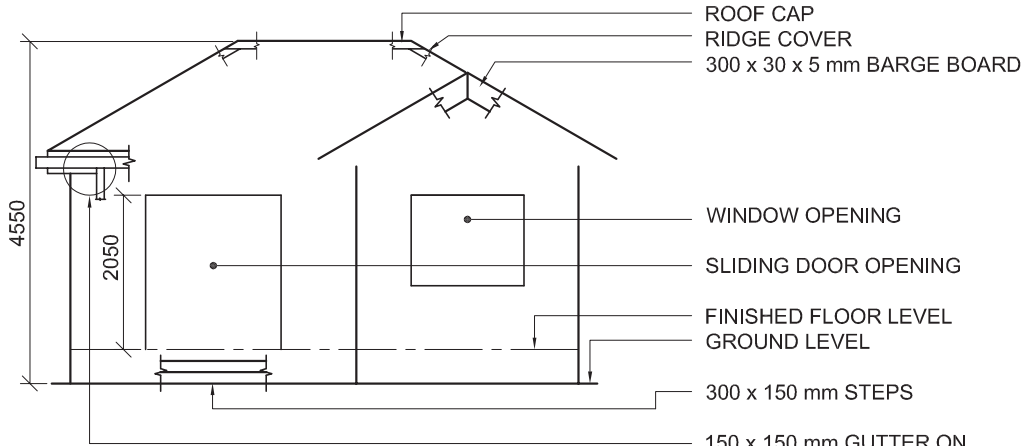 ROOF CAP
RIDGE COVER
300 x 30 x 5 mm BARGE BOARD
4550
2050
WINDOW OPENING
SLIDING DOOR OPENING
FINISHED FLOOR LEVEL
GROUND LEVEL
300 x 150 mm STEPS
150 x 150 mm GUTTER ON